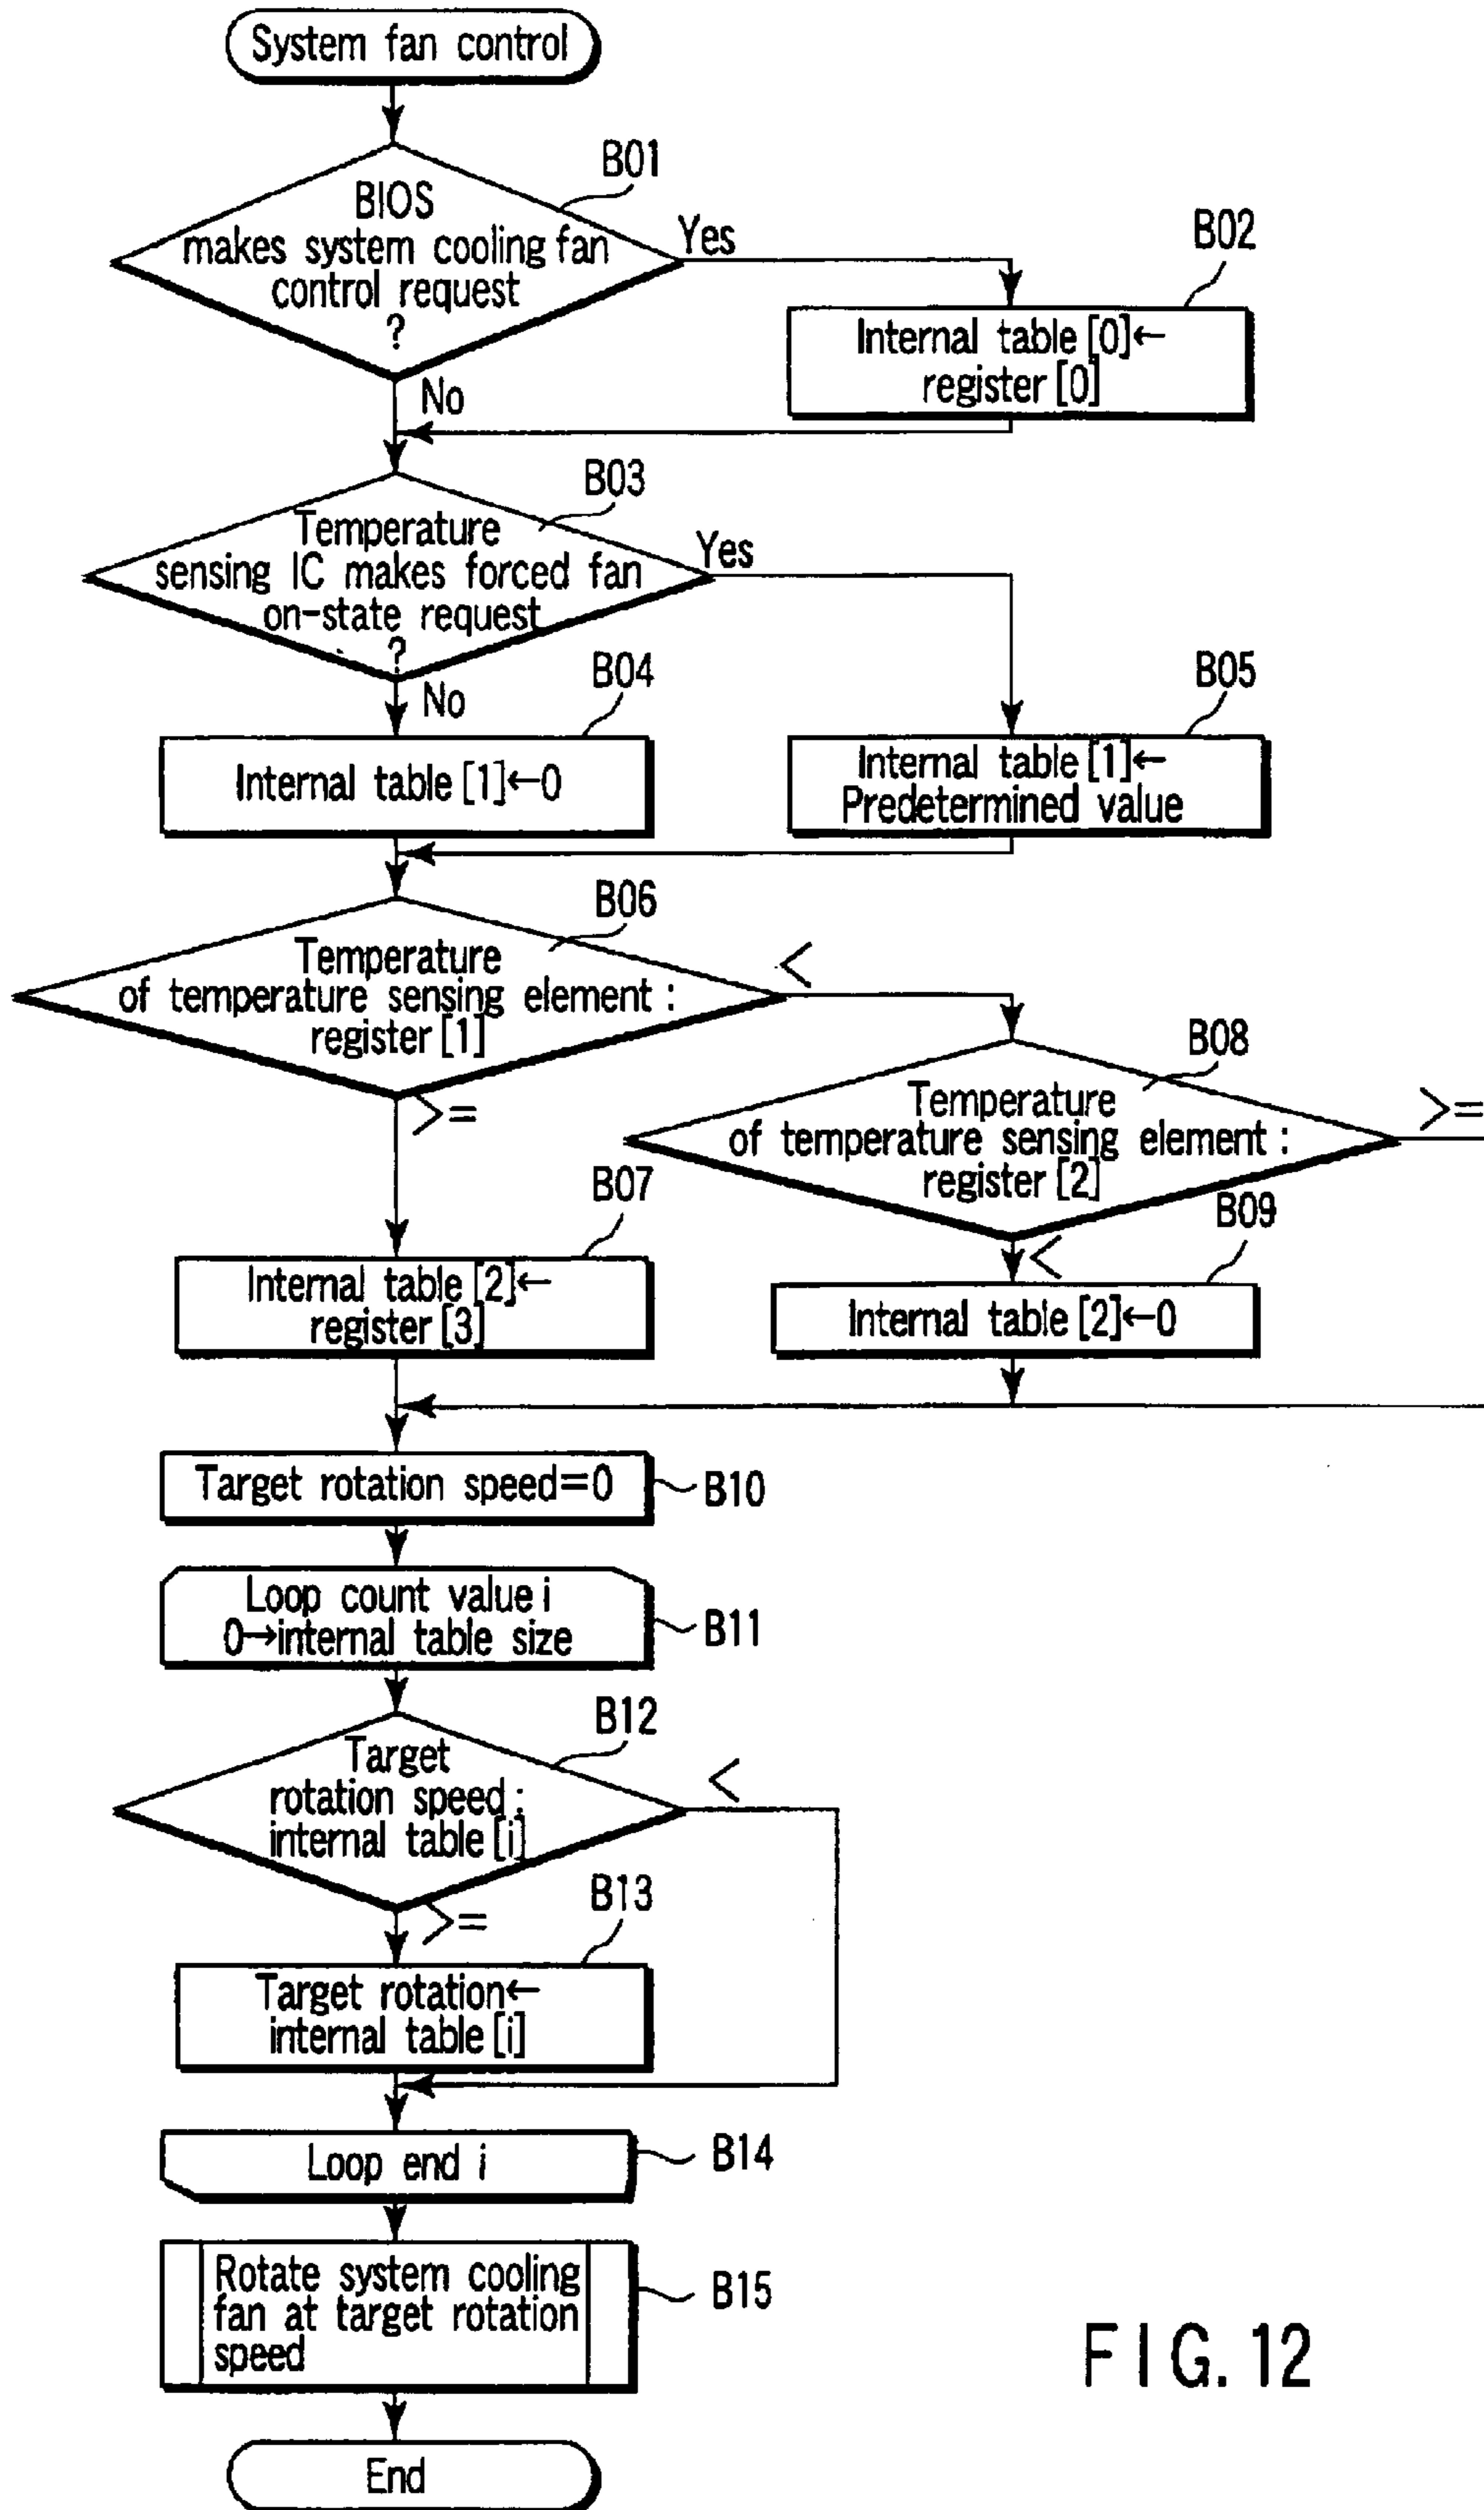 System fan control
B01
BIOS
makes system cooling fan
control request
?
Yes
B02
Internal table [0]←
register [0]
No
B03
Temperature
sensing IC makes forced fan
on-state request
?
Yes
B04
No
B05
Internal table [1]←0
Internal table [1]←
Predetermined value
B06
Temperature
of temperature sensing element :
register [1]
<
>=
B08
Temperature
of temperature sensing element :
register [2]
>=
B07
B09
<
Internal table [2]←
register [3]
Internal table [2]←0
Target rotation speed=0
B10
Loop count value i
0→internal table size
B11
B12
Target
rotation speed :
internal table [i]
<
B13
>=
Target rotation←
internal table [i]
Loop end i
B14
Rotate system cooling
fan at target rotation
speed
B15
FIG. 12
End